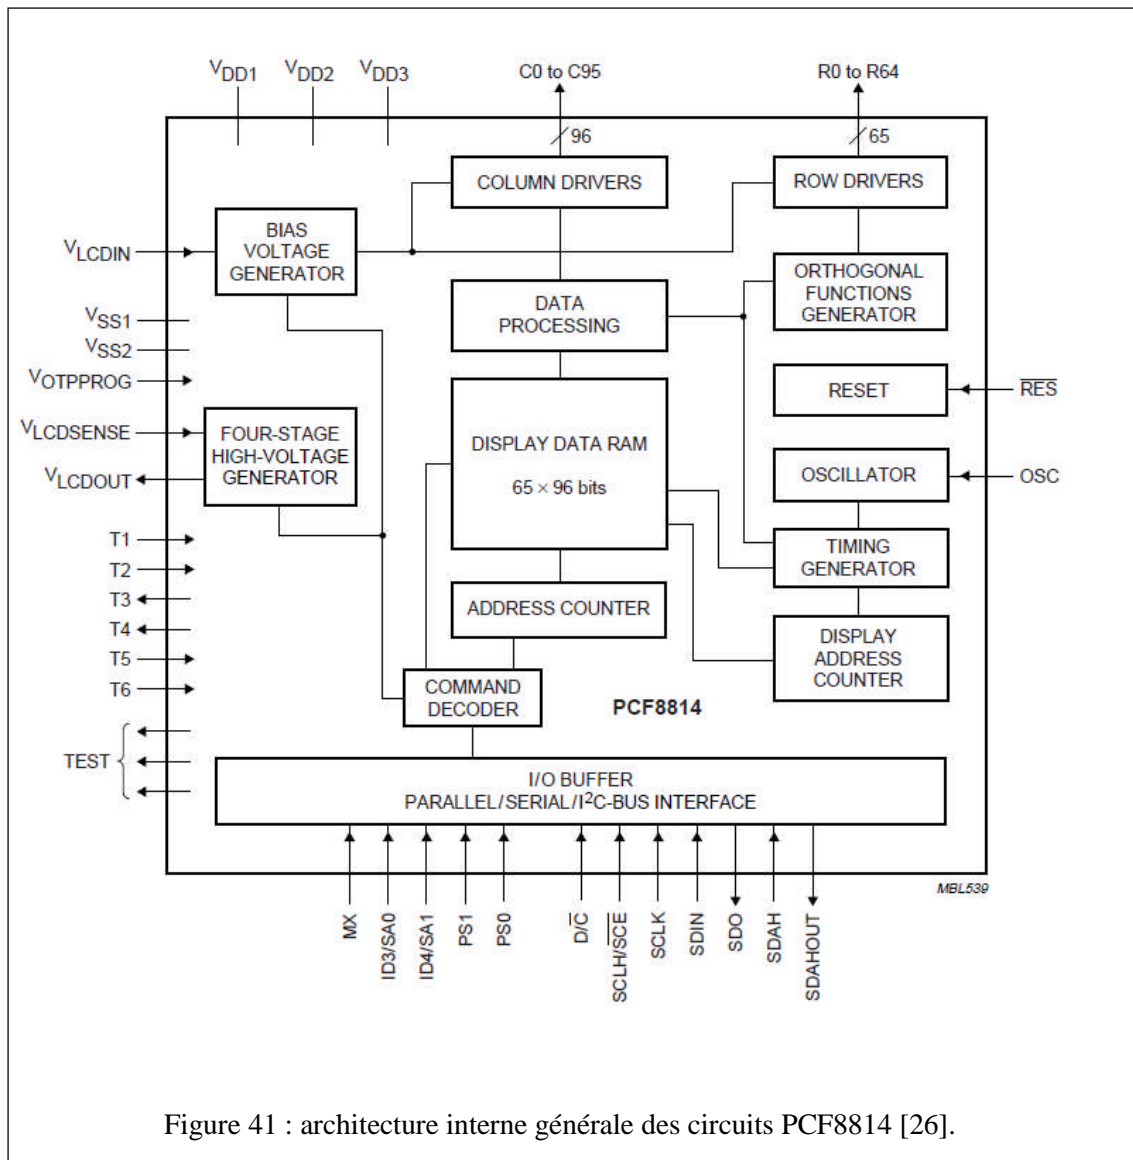 VDD1 VDD2 VDD3 C0 to C95 R0 to R64
96 65
COLUMN DRIVERS
ROW DRIVERS
BIAS
VOLTAGE
GENERATOR
VLCDIN
ORTHOGONAL
FUNCTIONS
GENERATOR
DATA
PROCESSING
VSS1
VSS2
VOTPPROG
RESET
RES
VLCDSENSE
VLCDOUT
FOUR-STAGE
HIGH-VOLTAGE
GENERATOR
DISPLAY DATA RAM
65 × 96 bits
OSCILLATOR
OSC
T1
T2
T3
T4
T5
T6
TIMING
GENERATOR
ADDRESS COUNTER
DISPLAY
ADDRESS
COUNTER
COMMAND
DECODER
PCF8814
TEST
I/O BUFFER
PARALLEL/SERIAL/I²C-BUS INTERFACE
MBL539
MX
ID3/SA0
ID4/SA1
PS1
PS0
D/C̅
SCLH/S̅C̅E̅
SCLK
SDIN
SDO
SDAH
SDAHOUT
Figure 41 : architecture interne générale des circuits PCF8814 [26].